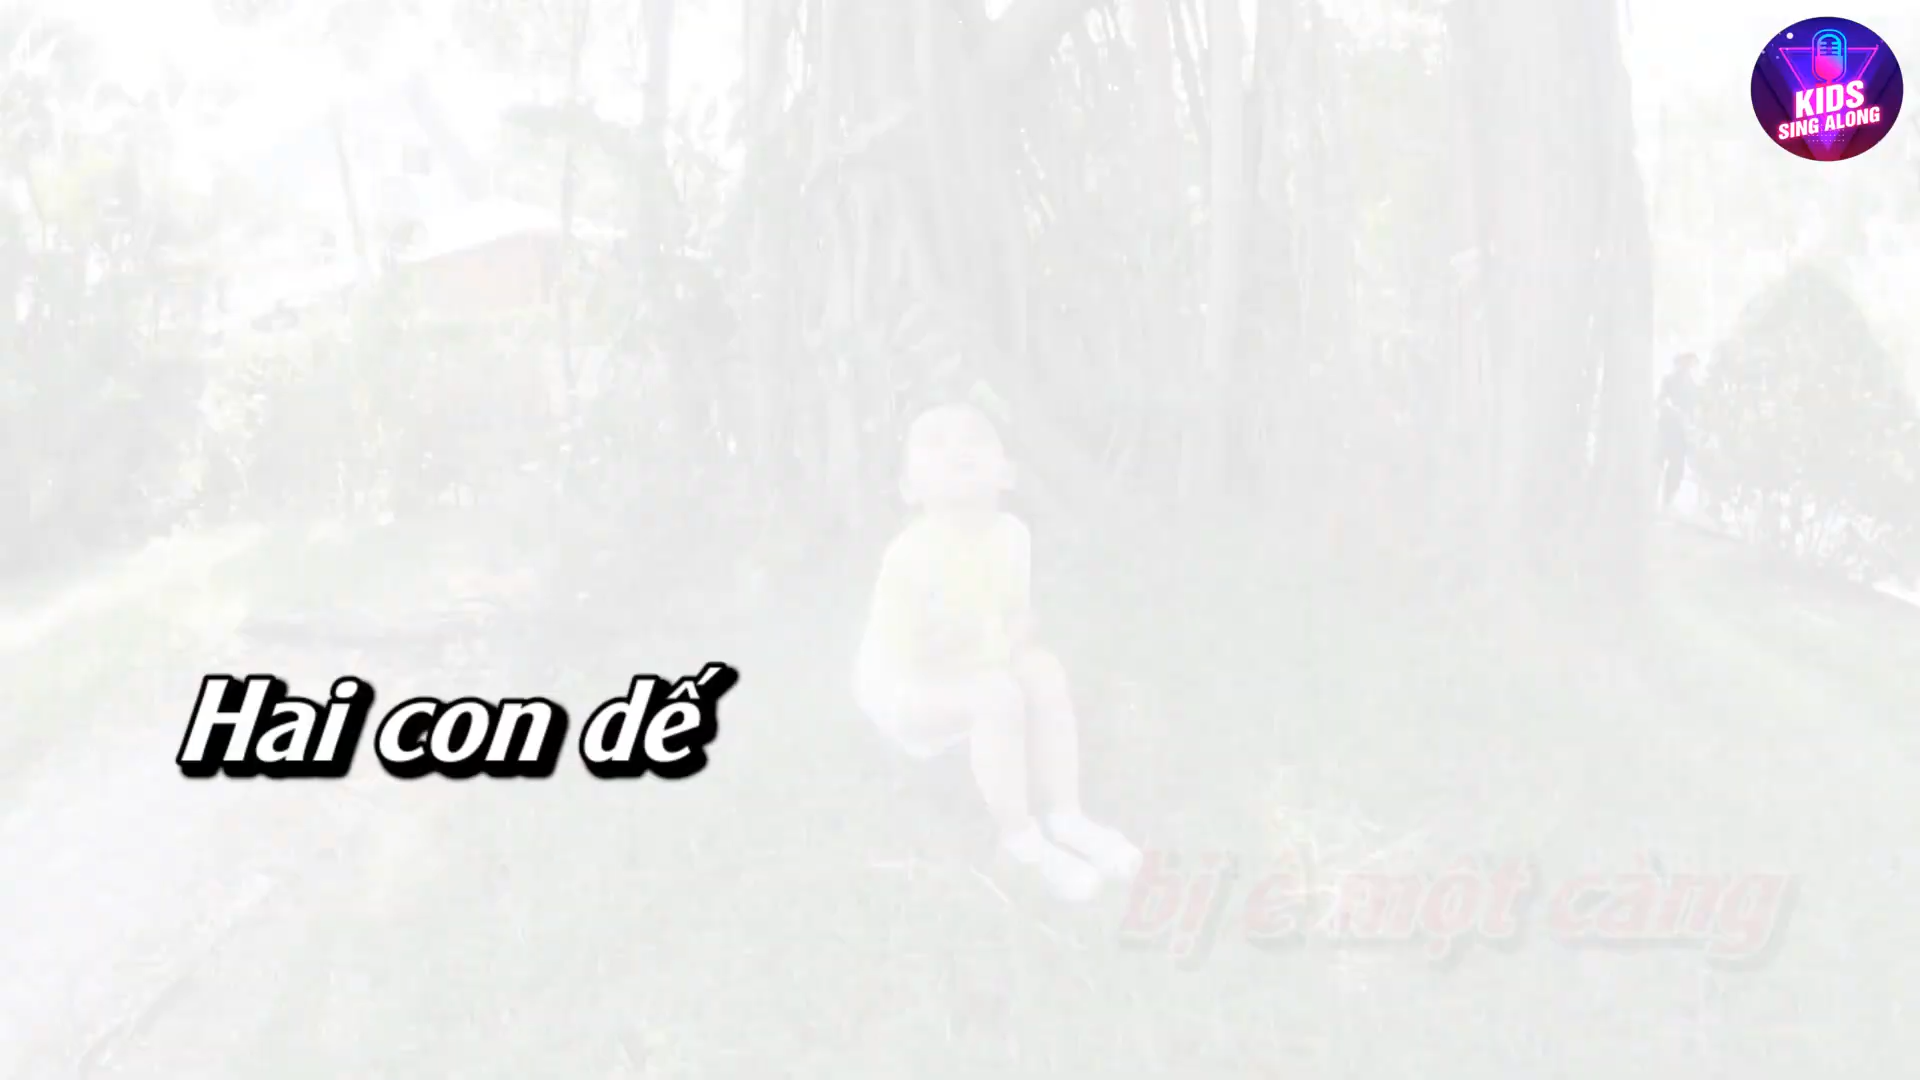 KIDS
SING ALONG
Hai con dế
bị ê một càng